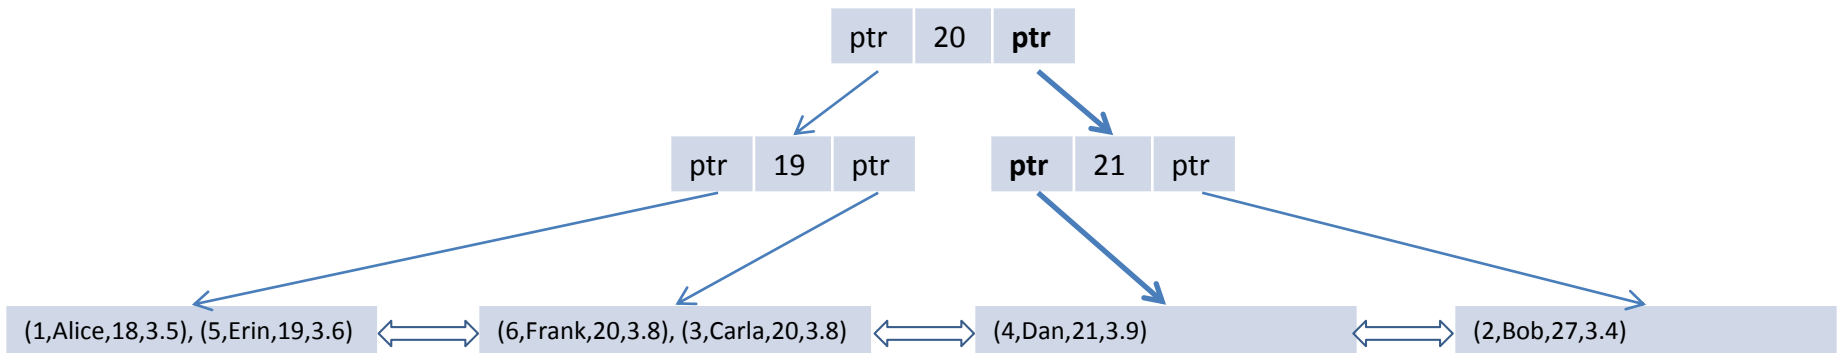 ptr 20 ptr
ptr 19 ptr
ptr 21 ptr
(1,Alice,18,3.5), (5,Erin,19,3.6)
(6,Frank,20,3.8), (3,Carla,20,3.8)
(4,Dan,21,3.9)
(2,Bob,27,3.4)